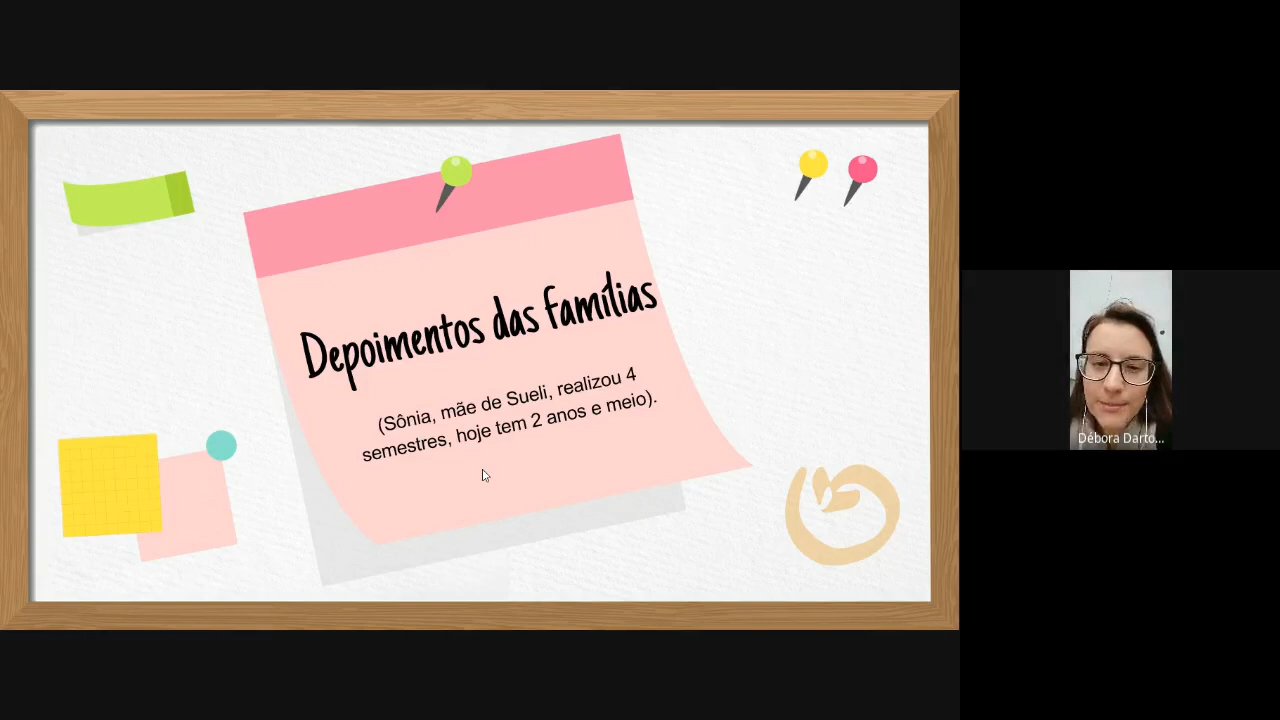 Depoimentos das famílias
(Sônia, mãe de Sueli, realizou 4
semestres, hoje tem 2 anos e meio).
Débora Darto...